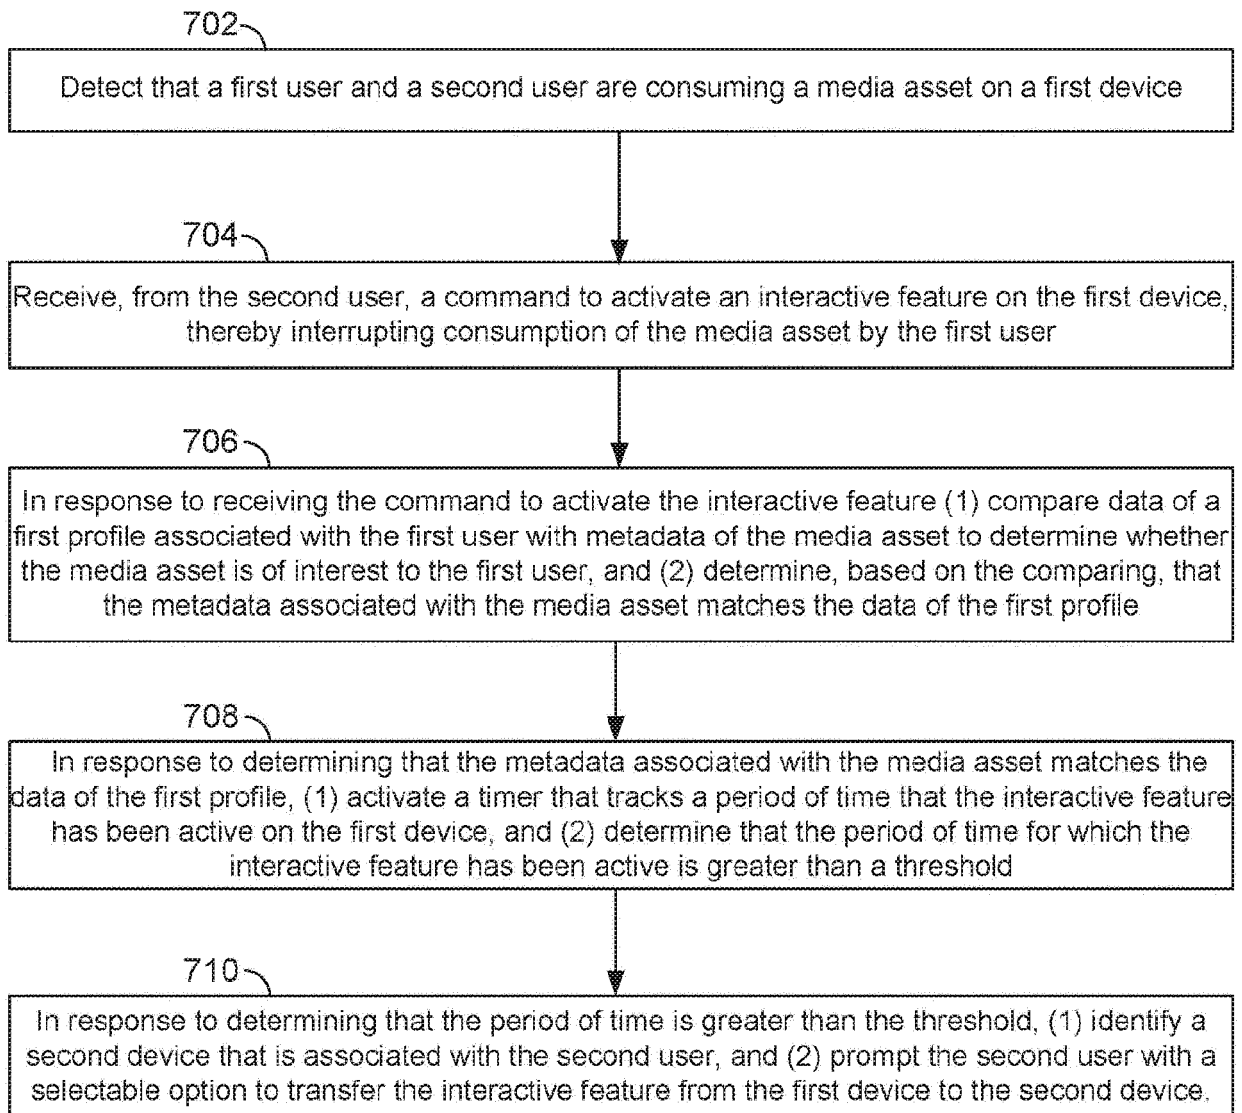 702
Detect that a first user and a second user are consuming a media asset on a first device
704
Receive, from the second user, a command to activate an interactive feature on the first device,
thereby interrupting consumption of the media asset by the first user
706
In response to receiving the command to activate the interactive feature (1) compare data of a
first profile associated with the first user with metadata of the media asset to determine whether
the media asset is of interest to the first user, and (2) determine, based on the comparing, that
the metadata associated with the media asset matches the data of the first profile
708
In response to determining that the metadata associated with the media asset matches the
data of the first profile, (1) activate a timer that tracks a period of time that the interactive feature
has been active on the first device, and (2) determine that the period of time for which the
interactive feature has been active is greater than a threshold
710
In response to determining that the period of time is greater than the threshold, (1) identify a
second device that is associated with the second user, and (2) prompt the second user with a
selectable option to transfer the interactive feature from the first device to the second device.